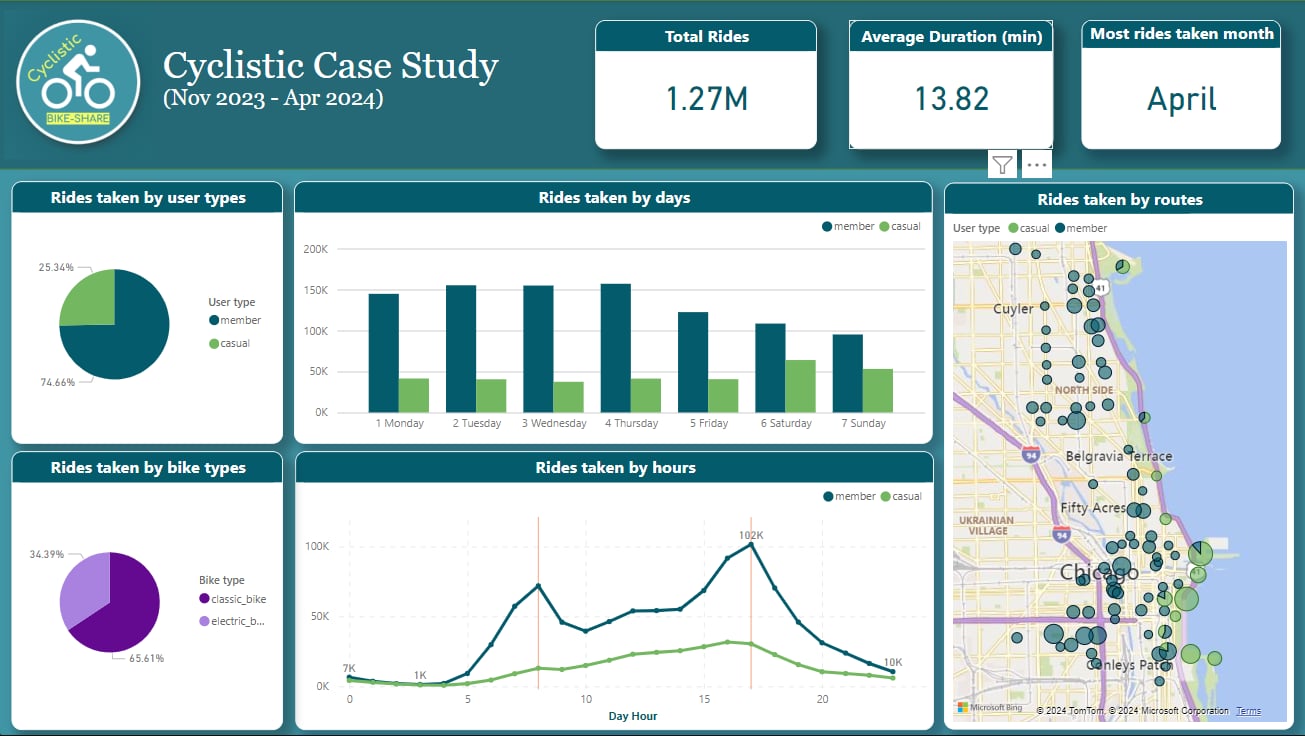 Cyclistic
BIKE-SHARE
Cyclistic Case Study
(Nov 2023 - Apr 2024)
Total Rides
1.27M
Average Duration (min)
13.82
Most rides taken month
April
Rides taken by user types
25.34%
74.66%
User type
member
casual
Rides taken by days
member casual
200K
150K
100K
50K
0K
1 Monday 2 Tuesday 3 Wednesday 4 Thursday 5 Friday 6 Saturday 7 Sunday
Rides taken by bike types
34.39%
65.61%
Bike type
classic_bike
electric_b...
Rides taken by hours
member casual
100K
50K
0K
7K
1K
102K
10K
0 5 10 15 20
Day Hour
Rides taken by routes
User type casual member
41
Cuyler
NORTH SIDE
94
Belgravia Terrace
Fifty Acres
UKRAINIAN
VILLAGE
94
Chicago
Conleys Patch
Microsoft Bing
© 2024 TomTom, © 2024 Microsoft Corporation Terms